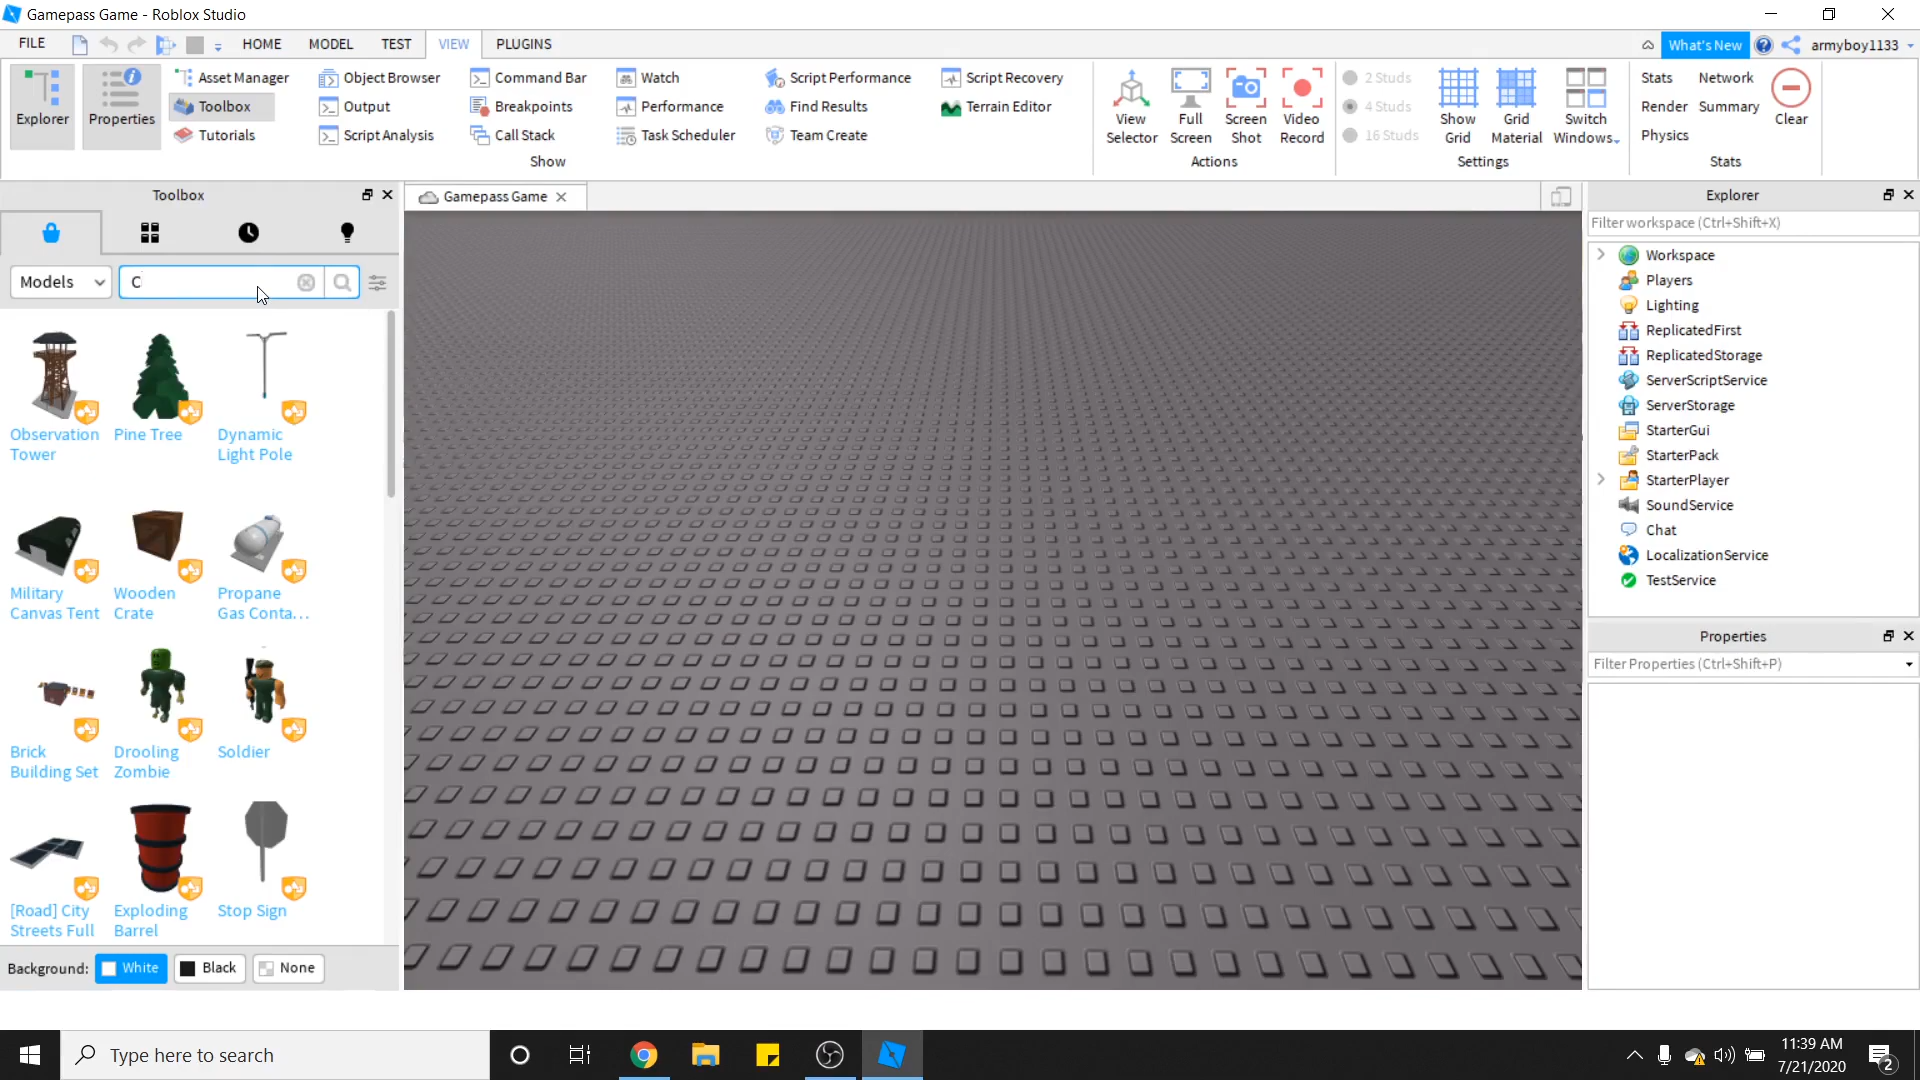 Gamepass Game - Roblox Studio
FILE HOME MODEL TEST VIEW PLUGINS What's New armyboy1133
Explorer
Properties
Asset Manager
Toolbox
Tutorials
Object Browser
Output
Script Analysis
Command Bar
Breakpoints
Call Stack
Watch
Performance
Task Scheduler
Script Performance
Find Results
Team Create
Script Recovery
Terrain Editor
Show
View Selector
Full Screen
Screen Shot
Video Record
Actions
2 Studs
4 Studs
16 Studs
Show Grid
Grid Material
Switch Windows
Settings
Stats
Network
Render
Summary
Physics
Clear
Stats
Toolbox
Models
C
Observation Tower
Pine Tree
Dynamic Light Pole
Military Canvas Tent
Wooden Crate
Propane Gas Conta...
Brick Building Set
Drooling Zombie
Soldier
[Road] City Streets Full
Exploding Barrel
Stop Sign
Background: White Black None
Gamepass Game
Explorer
Filter workspace (Ctrl+Shift+X)
Workspace
Players
Lighting
ReplicatedFirst
ReplicatedStorage
ServerScriptService
ServerStorage
StarterGui
StarterPack
StarterPlayer
SoundService
Chat
LocalizationService
TestService
Properties
Filter Properties (Ctrl+Shift+P)
Type here to search
11:39 AM
7/21/2020
2